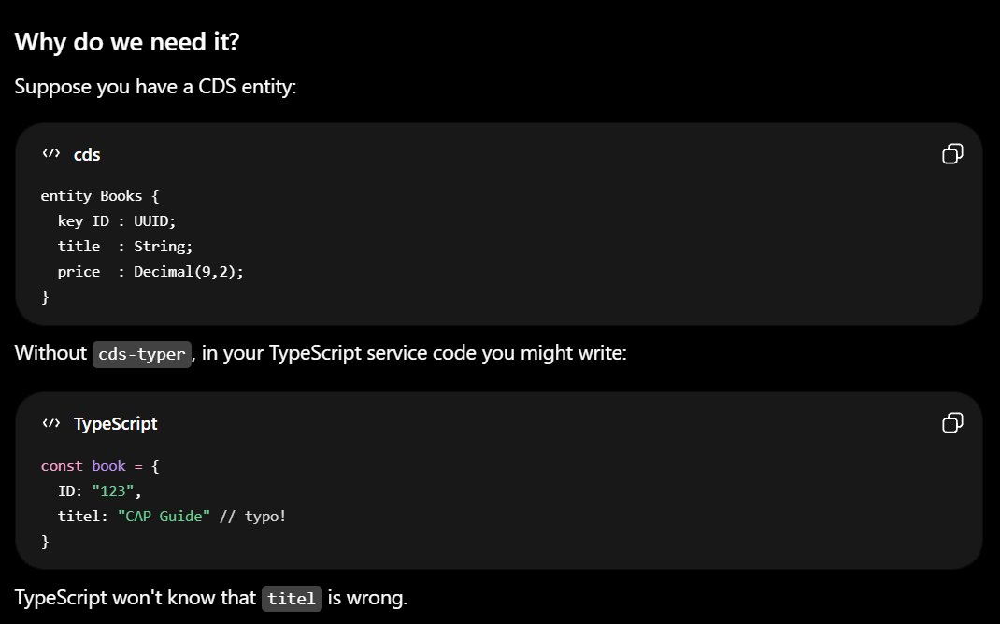 Why do we need it?
Suppose you have a CDS entity:
</> cds
entity Books {
  key ID : UUID;
  title  : String;
  price  : Decimal(9,2);
}
Without cds-typer, in your TypeScript service code you might write:
</> TypeScript
const book = {
  ID: "123",
  titel: "CAP Guide" // typo!
}
TypeScript won't know that titel is wrong.